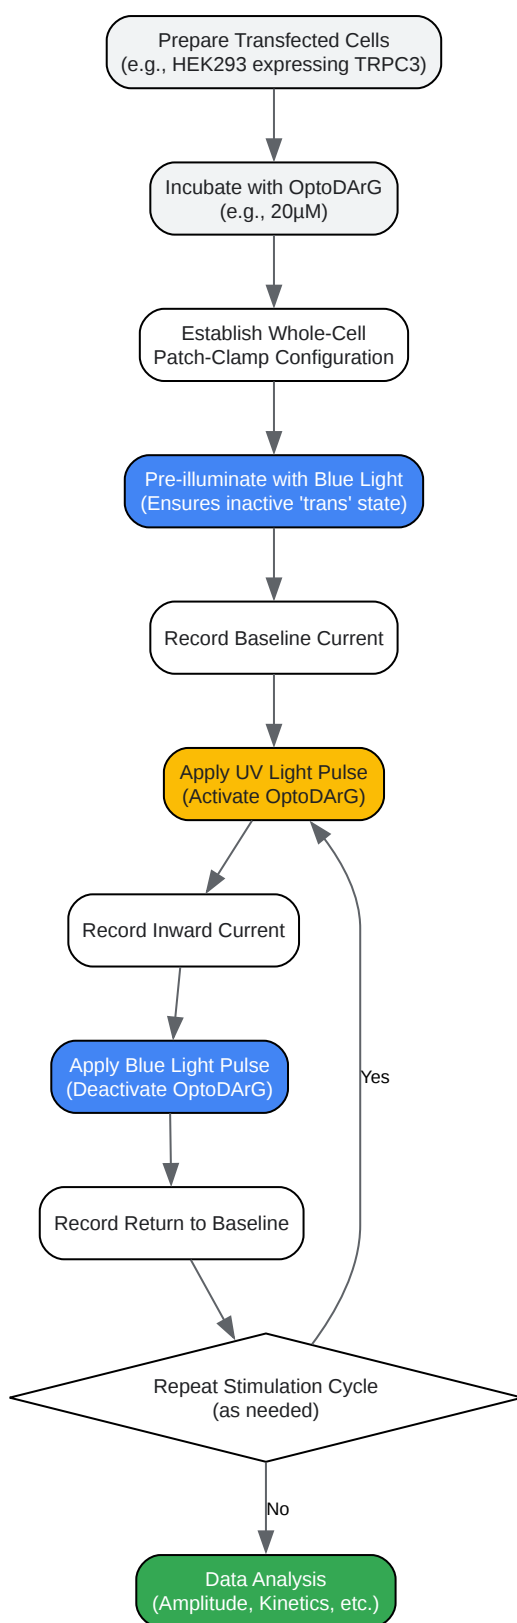 Prepare Transfected Cells
(e.g., HEK293 expressing TRPC3)
Incubate with OptoDArG
(e.g., 20µM)
Establish Whole-Cell
Patch-Clamp Configuration
Pre-illuminate with Blue Light
(Ensures inactive 'trans' state)
Record Baseline Current
Apply UV Light Pulse
(Activate OptoDArG)
Record Inward Current
Apply Blue Light Pulse
(Deactivate OptoDArG)
Yes
Record Return to Baseline
Repeat Stimulation Cycle
(as needed)
No
Data Analysis
(Amplitude, Kinetics, etc.)